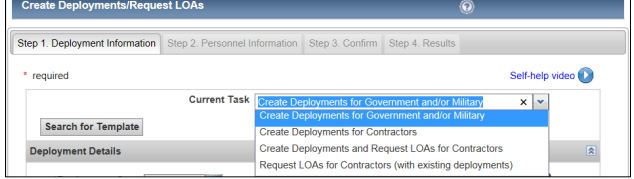 Create Deployments/Request LOAs
Step 1. Deployment Information Step 2. Personnel Information Step 3. Confirm Step 4. Results
* required Self-help video
Current Task Create Deployments for Government and/or Military
Create Deployments for Government and/or Military
Search for Template
Create Deployments for Contractors
Deployment Details Create Deployments and Request LOAs for Contractors
Request LOAs for Contractors (with existing deployments)